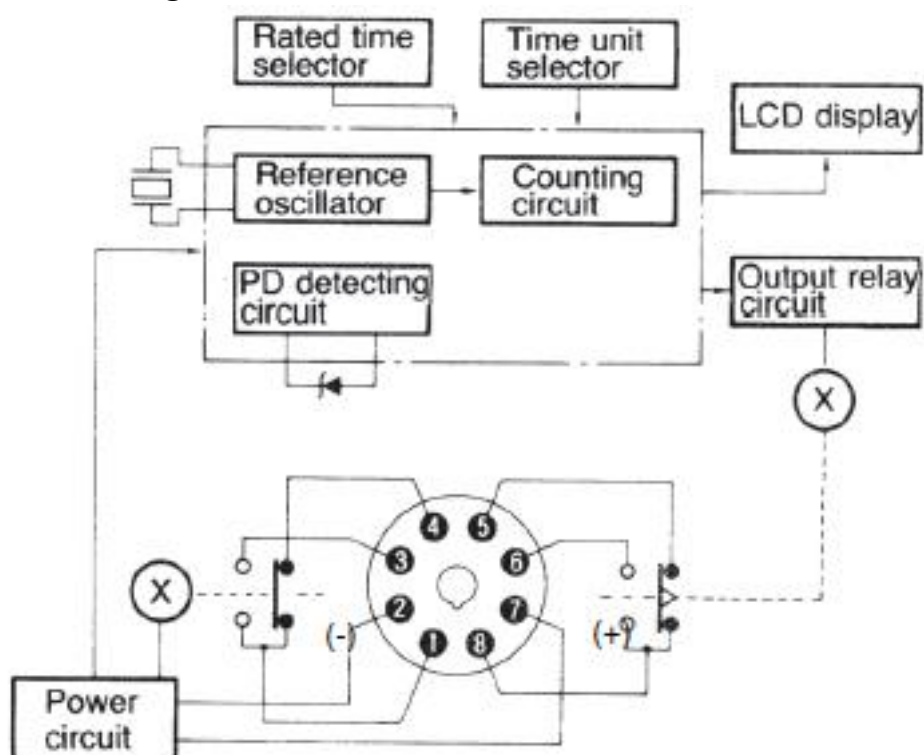 Rated time
selector
Time unit
selector
LCD display
Reference
oscillator
Counting
circuit
PD detecting
circuit
Output relay
circuit
X
4
5
3
6
X
2
7
(-)
(+)
1
8
Power
circuit